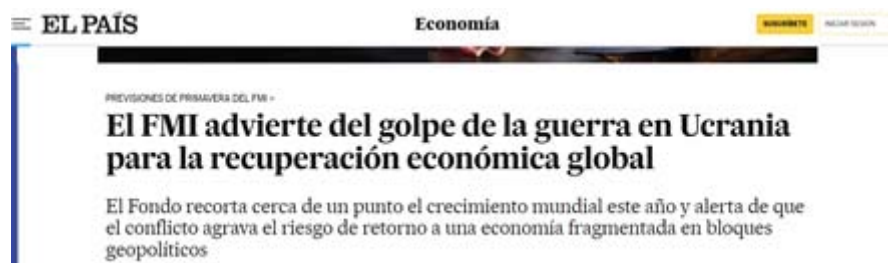 EL PAÍS
Economía
SUSCRÍBETE
INICIAR SESIÓN
PREVISIONES DE PRIMAVERA DEL FMI ›
El FMI advierte del golpe de la guerra en Ucrania
para la recuperación económica global
El Fondo recorta cerca de un punto el crecimiento mundial este año y alerta de que
el conflicto agrava el riesgo de retorno a una economía fragmentada en bloques
geopolíticos